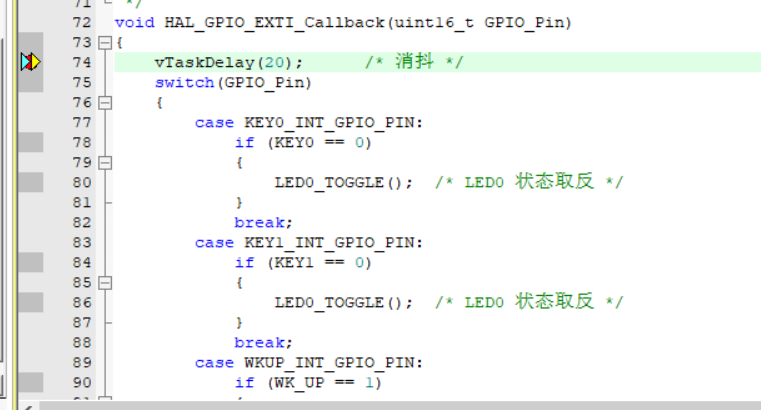 71 */
72 void HAL_GPIO_EXTI_Callback(uint16_t GPIO_Pin)
73 {
74 vTaskDelay(20); /* 消抖 */
75 switch(GPIO_Pin)
76 {
77 case KEY0_INT_GPIO_PIN:
78 if (KEY0 == 0)
79 {
80 LED0_TOGGLE(); /* LED0 状态取反 */
81 }
82 break;
83 case KEY1_INT_GPIO_PIN:
84 if (KEY1 == 0)
85 {
86 LED0_TOGGLE(); /* LED0 状态取反 */
87 }
88 break;
89 case WKUP_INT_GPIO_PIN:
90 if (WK_UP == 1)